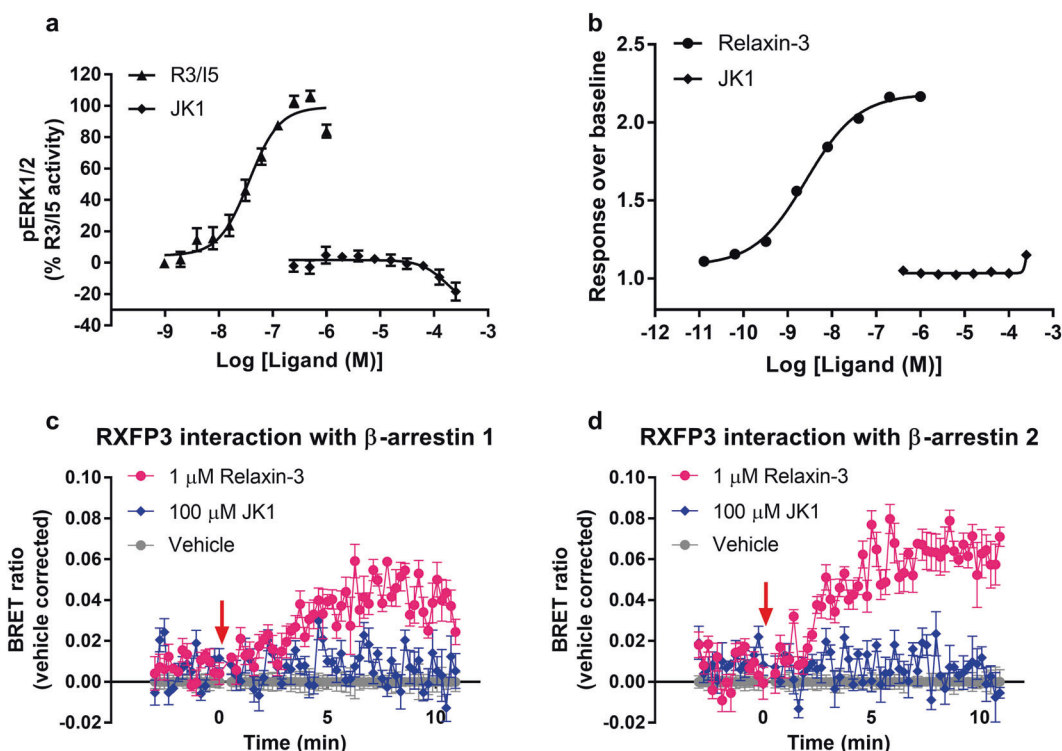 a
R3/I5
JK1
pERK1/2
(% R3/I5 activity)
120
100
80
60
40
20
0
-20
-40
-9 -8 -7 -6 -5 -4 -3
Log [Ligand (M)]
b
Relaxin-3
JK1
Response over baseline
2.5
2.0
1.5
1.0
-12 -11 -10 -9 -8 -7 -6 -5 -4 -3
Log [Ligand (M)]
c
RXFP3 interaction with β-arrestin 1
1 μM Relaxin-3
100 μM JK1
Vehicle
BRET ratio
(vehicle corrected)
0.10
0.08
0.06
0.04
0.02
0.00
-0.02
0 5 10
Time (min)
d
RXFP3 interaction with β-arrestin 2
1 μM Relaxin-3
100 μM JK1
Vehicle
BRET ratio
(vehicle corrected)
0.10
0.08
0.06
0.04
0.02
0.00
-0.02
0 5 10
Time (min)